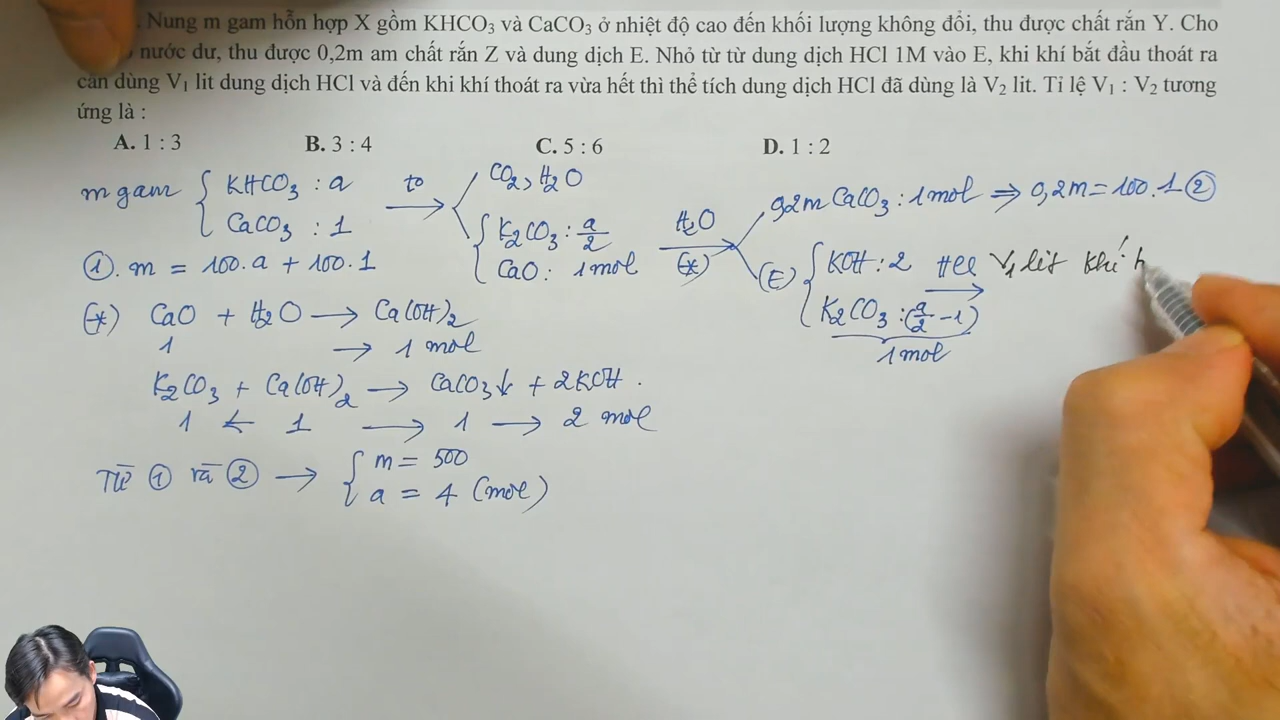 Nung m gam hỗn hợp X gồm KHCO₃ và CaCO₃ ở nhiệt độ cao đến khối lượng không đổi, thu được chất rắn Y. Cho
nước dư, thu được 0,2m am chất rắn Z và dung dịch E. Nhỏ từ từ dung dịch HCl 1M vào E, khi khí bắt đầu thoát ra
cần dùng V₁ lit dung dịch HCl và đến khi khí thoát ra vừa hết thì thể tích dung dịch HCl đã dùng là V₂ lit. Tỉ lệ V₁ : V₂ tương
ứng là :
A. 1 : 3 B. 3 : 4 C. 5 : 6 D. 1 : 2
m gam { KHCO₃ : a
CaCO₃ : 1
t⁰ →
CO₂, H₂O
{ K₂CO₃ : a/2
CaO : 1 mol
H₂O →
(*)
0,2m CaCO₃ : 1 mol ⇒ 0,2m = 100.1 ②
(E) { KOH : 2
K₂CO₃ : (a/2 - 1)
1 mol
HCl → V₁ lit khí
①. m = 100.a + 100.1
(*) CaO + H₂O → Ca(OH)₂
1 → 1 mol
K₂CO₃ + Ca(OH)₂ → CaCO₃↓ + 2KOH.
1 ← 1 → 1 → 2 mol
Từ ① và ② → { m = 500
a = 4 (mol)